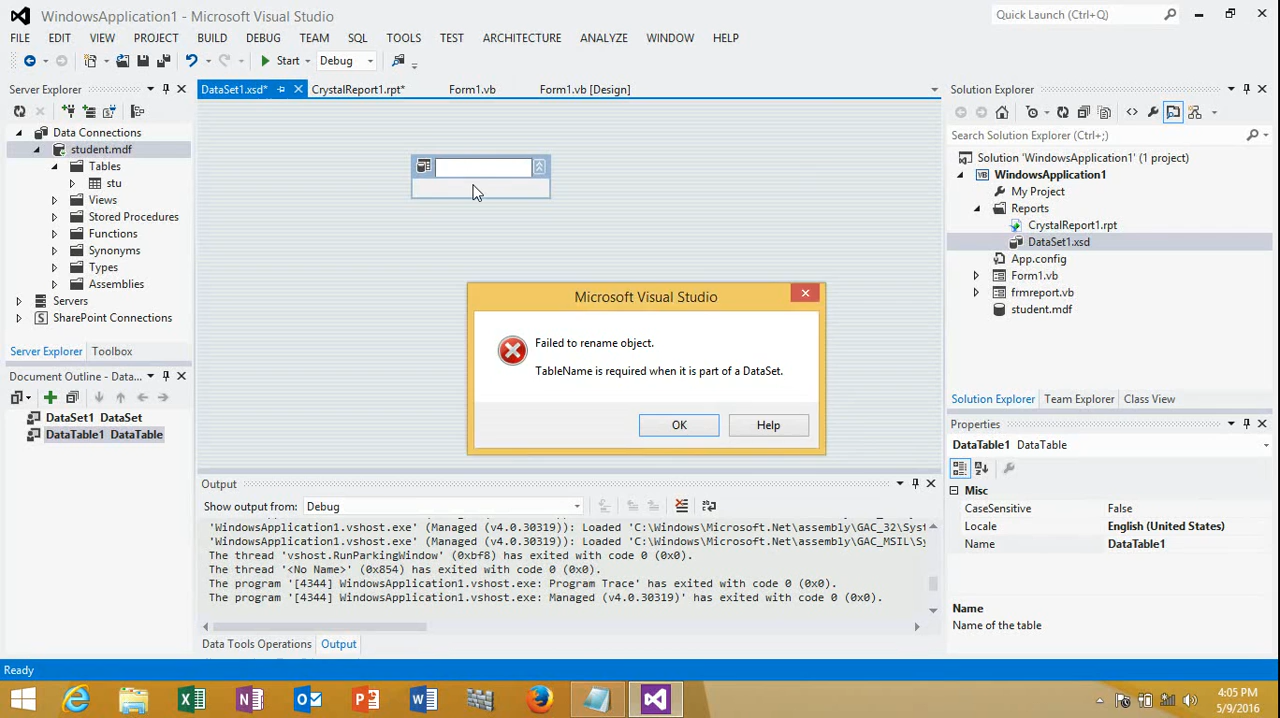 WindowsApplication1 - Microsoft Visual Studio
Quick Launch (Ctrl+Q)
FILE EDIT VIEW PROJECT BUILD DEBUG TEAM SQL TOOLS TEST ARCHITECTURE ANALYZE WINDOW HELP
Start Debug
Server Explorer
DataSet1.xsd* CrystalReport1.rpt* Form1.vb Form1.vb [Design]
Solution Explorer
Data Connections
student.mdf
Tables
stu
Views
Stored Procedures
Functions
Synonyms
Types
Assemblies
Servers
SharePoint Connections
Server Explorer Toolbox
Document Outline - Data...
DataSet1 DataSet
DataTable1 DataTable
Microsoft Visual Studio
Failed to rename object.
TableName is required when it is part of a DataSet.
OK Help
Search Solution Explorer (Ctrl+;)
Solution 'WindowsApplication1' (1 project)
VB WindowsApplication1
My Project
Reports
CrystalReport1.rpt
DataSet1.xsd
App.config
Form1.vb
frmreport.vb
student.mdf
Solution Explorer Team Explorer Class View
Properties
DataTable1 DataTable
Misc
CaseSensitive False
Locale English (United States)
Name DataTable1
Name
Name of the table
Output
Show output from: Debug
'WindowsApplication1.vshost.exe' (Managed (v4.0.30319)): Loaded 'C:\Windows\Microsoft.Net\assembly\GAC_32\Sys
'WindowsApplication1.vshost.exe' (Managed (v4.0.30319)): Loaded 'C:\Windows\Microsoft.Net\assembly\GAC_MSIL\Sy
The thread 'vshost.RunParkingWindow' (0xbf8) has exited with code 0 (0x0).
The thread '<No Name>' (0x854) has exited with code 0 (0x0).
The program '[4344] WindowsApplication1.vshost.exe: Program Trace' has exited with code 0 (0x0).
The program '[4344] WindowsApplication1.vshost.exe: Managed (v4.0.30319)' has exited with code 0 (0x0).
Data Tools Operations Output
Ready
4:05 PM
5/9/2016